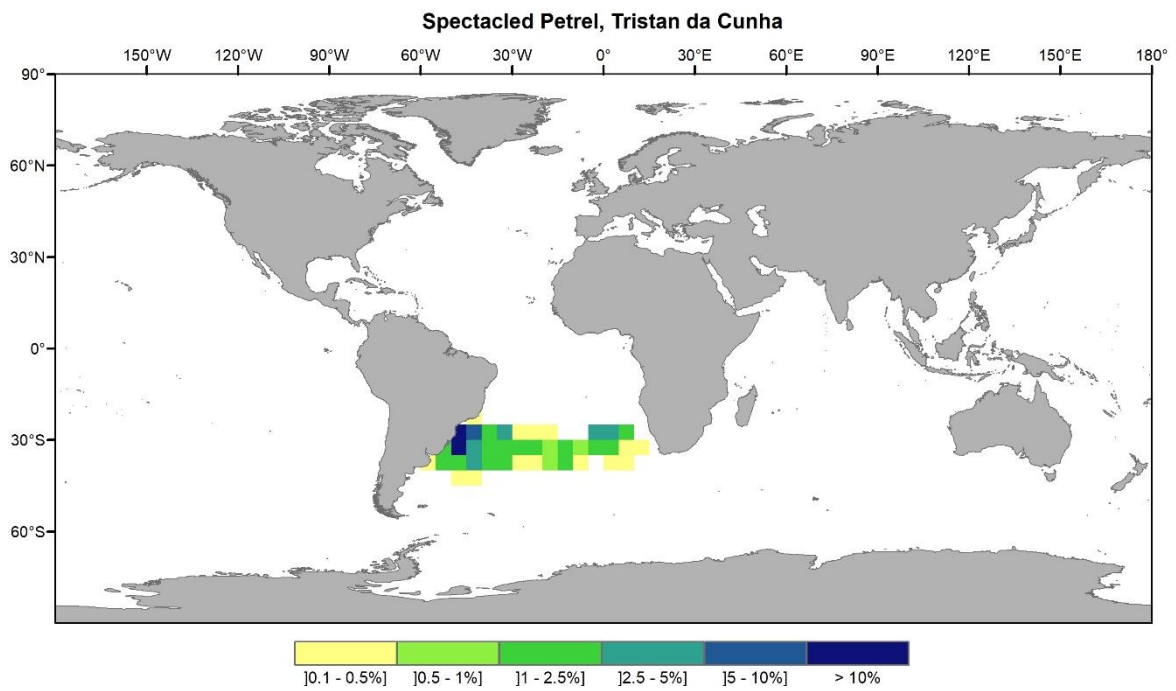 Spectacled Petrel, Tristan da Cunha
150°W 120°W 90°W 60°W 30°W 0° 30°E 60°E 90°E 120°E 150°E 180°
90°
60°N
30°N
0°
30°S
60°S
]0.1 - 0.5%] ]0.5 - 1%] ]1 - 2.5%] ]2.5 - 5%] ]5 - 10%] > 10%